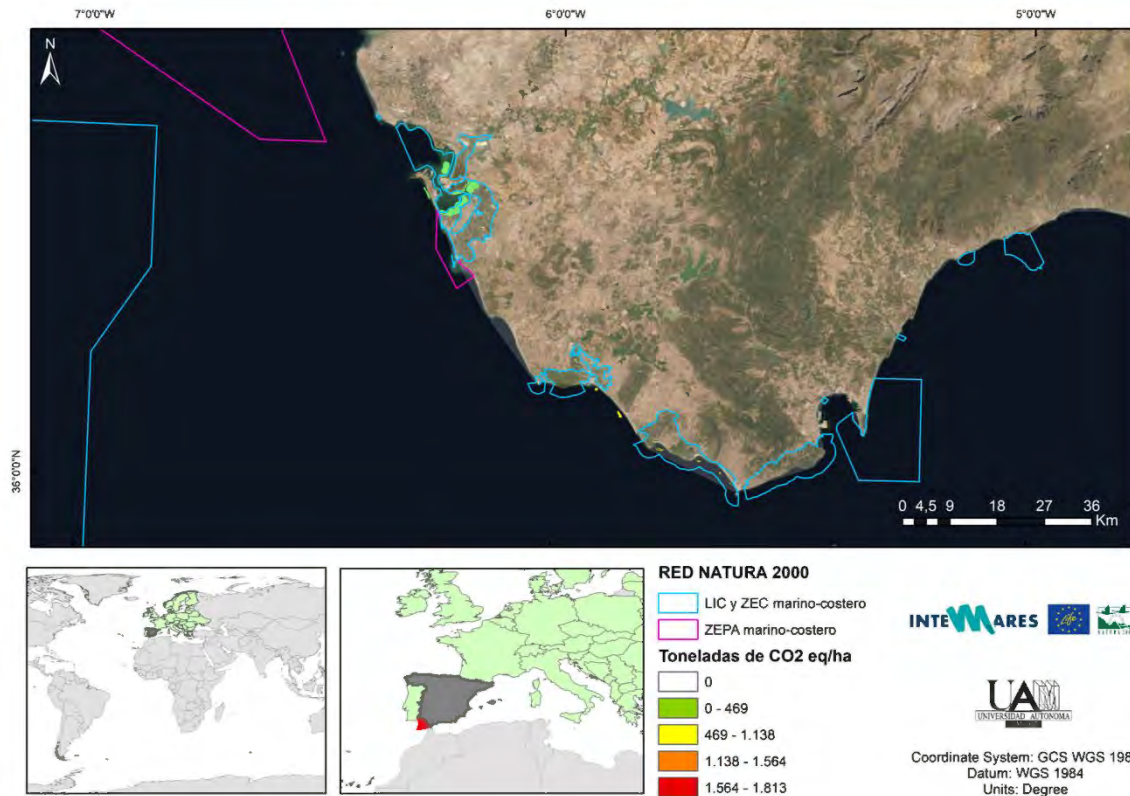 7°0'0"W
6°0'0"W
5°0'0"W
N
36°0'0"N
0 4,5 9 18 27 36
Km
RED NATURA 2000
LIC y ZEC marino-costero
ZEPA marino-costero
Toneladas de CO2 eq/ha
0
0 - 469
469 - 1.138
1.138 - 1.564
1.564 - 1.813
INTEMARES
Life
UAM
UNIVERSIDAD AUTONOMA
Coordinate System: GCS WGS 198
Datum: WGS 1984
Units: Degree